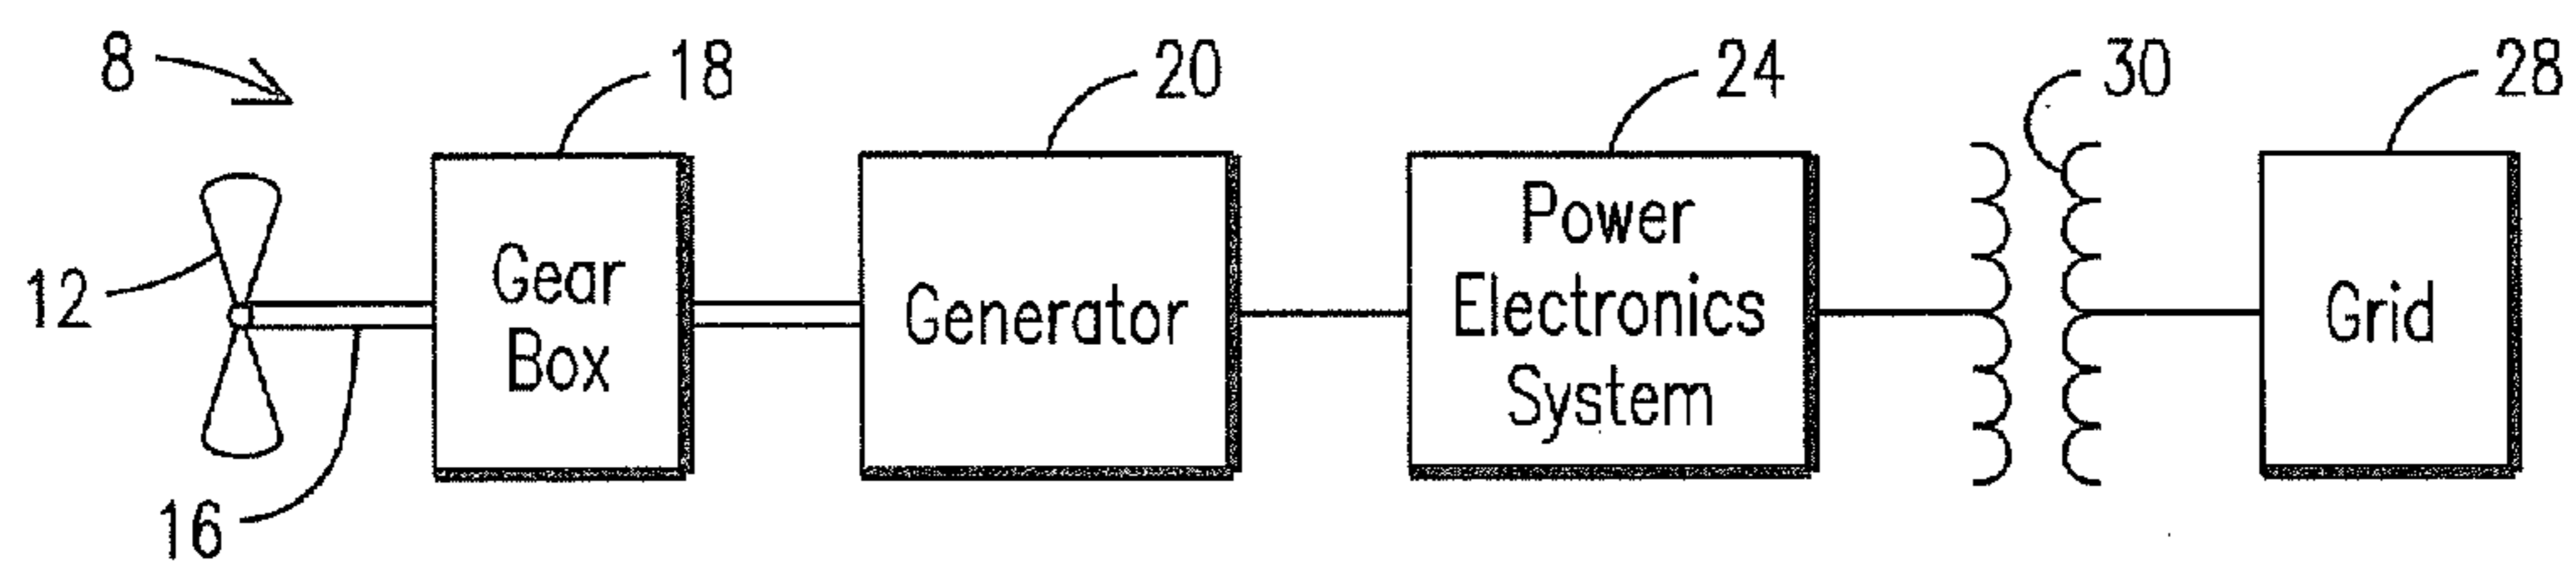 8
18
20
24
30
28
12
Gear
Box
Generator
Power
Electronics
System
Grid
16